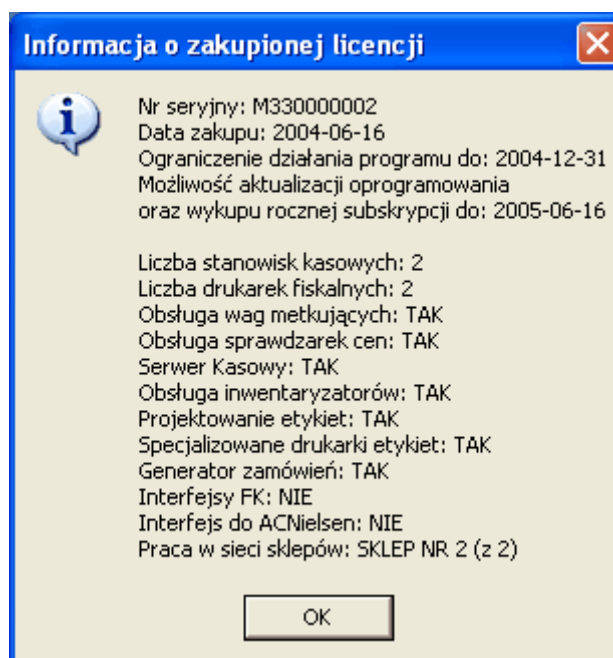 Informacja o zakupionej licencji
Nr seryjny: M330000002
Data zakupu: 2004-06-16
Ograniczenie działania programu do: 2004-12-31
Możliwość aktualizacji oprogramowania
oraz wykupu rocznej subskrypcji do: 2005-06-16
Liczba stanowisk kasowych: 2
Liczba drukarek fiskalnych: 2
Obsługa wag metkujących: TAK
Obsługa sprawdzarek cen: TAK
Serwer Kasowy: TAK
Obsługa inwentaryzatorów: TAK
Projektowanie etykiet: TAK
Specjalizowane drukarki etykiet: TAK
Generator zamówień: TAK
Interfejsy FK: NIE
Interfejs do ACNielsen: NIE
Praca w sieci sklepów: SKLEP NR 2 (z 2)
OK